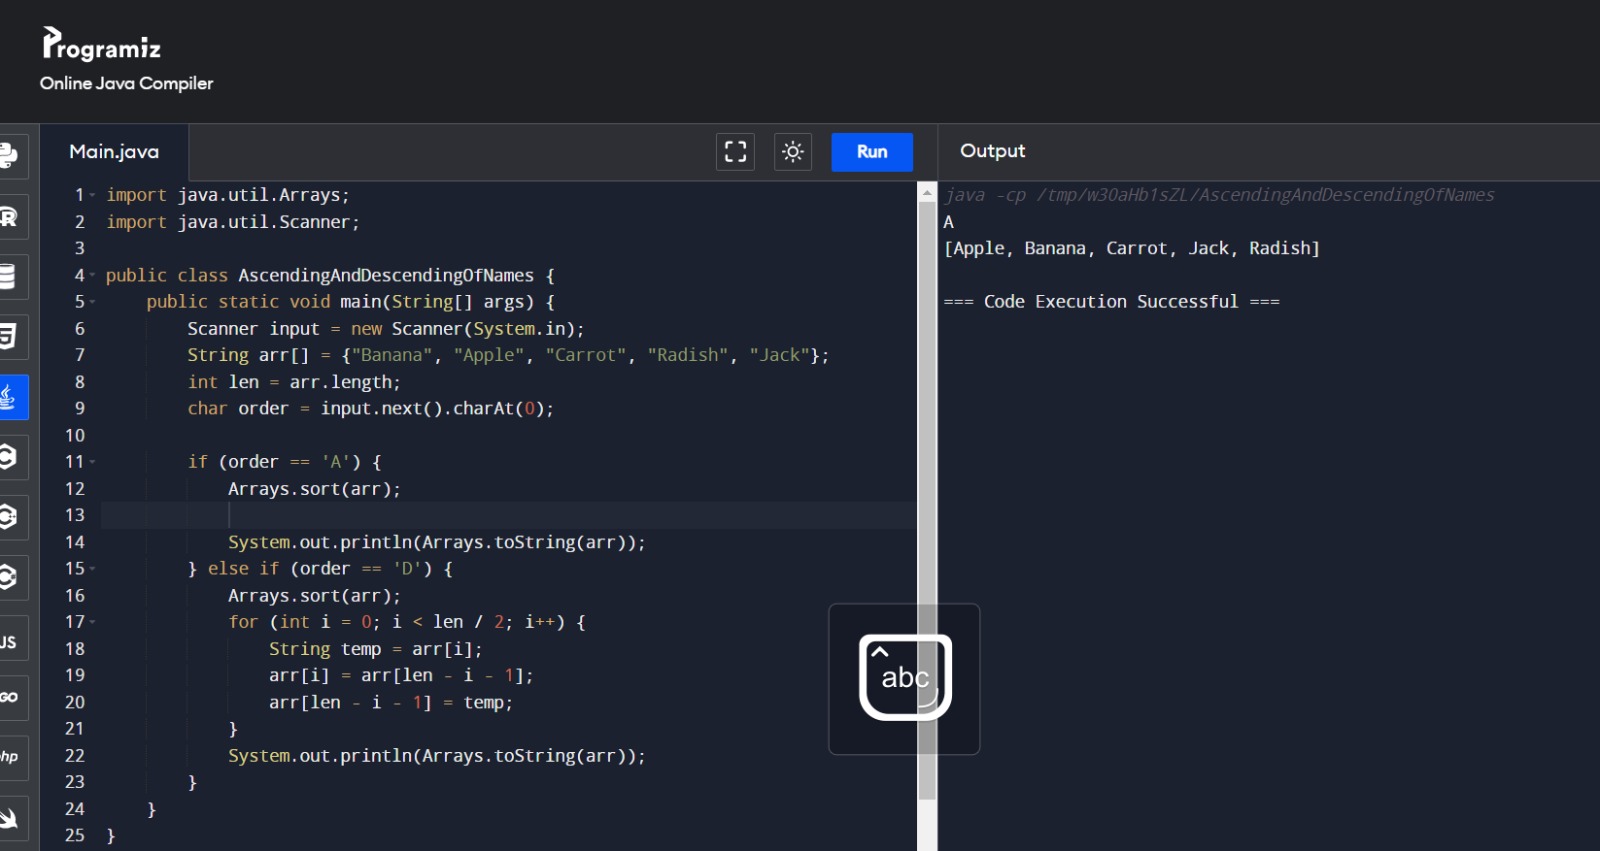 Programiz
Online Java Compiler
Main.java
Run
Output
1 import java.util.Arrays;
2 import java.util.Scanner;
3
4 public class AscendingAndDescendingOfNames {
5 public static void main(String[] args) {
6 Scanner input = new Scanner(System.in);
7 String arr[] = {"Banana", "Apple", "Carrot", "Radish", "Jack"};
8 int len = arr.length;
9 char order = input.next().charAt(0);
10
11 if (order == 'A') {
12 Arrays.sort(arr);
13
14 System.out.println(Arrays.toString(arr));
15 } else if (order == 'D') {
16 Arrays.sort(arr);
17 for (int i = 0; i < len / 2; i++) {
18 String temp = arr[i];
19 arr[i] = arr[len - i - 1];
20 arr[len - i - 1] = temp;
21 }
22 System.out.println(Arrays.toString(arr));
23 }
24 }
25 }
java -cp /tmp/w30aHb1sZL/AscendingAndDescendingOfNames
A
[Apple, Banana, Carrot, Jack, Radish]
=== Code Execution Successful ===
abc
R
5
JS
GO
php